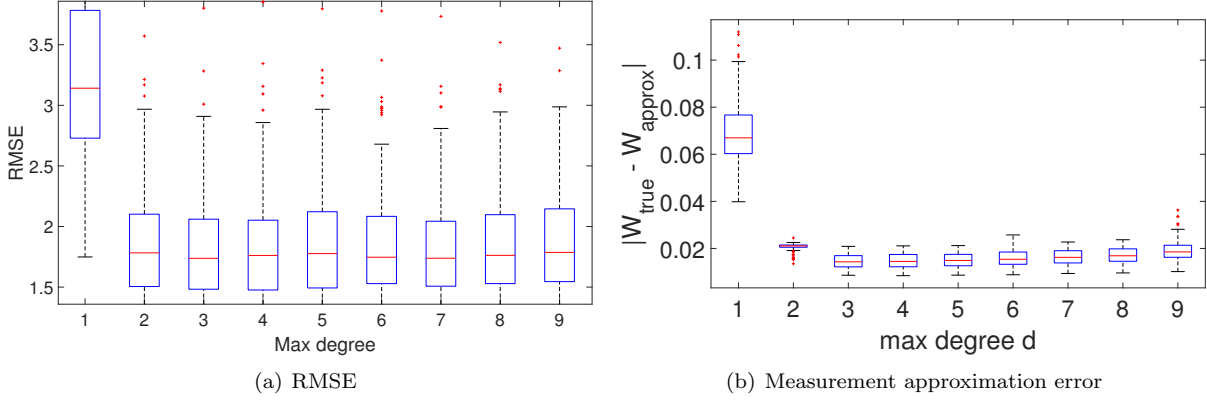 3.5
3
2.5
2
1.5
RMSE
1 2 3 4 5 6 7 8 9
Max degree
(a) RMSE
0.1
0.08
0.06
0.04
0.02
|W_true - W_approx|
1 2 3 4 5 6 7 8 9
max degree d
(b) Measurement approximation error